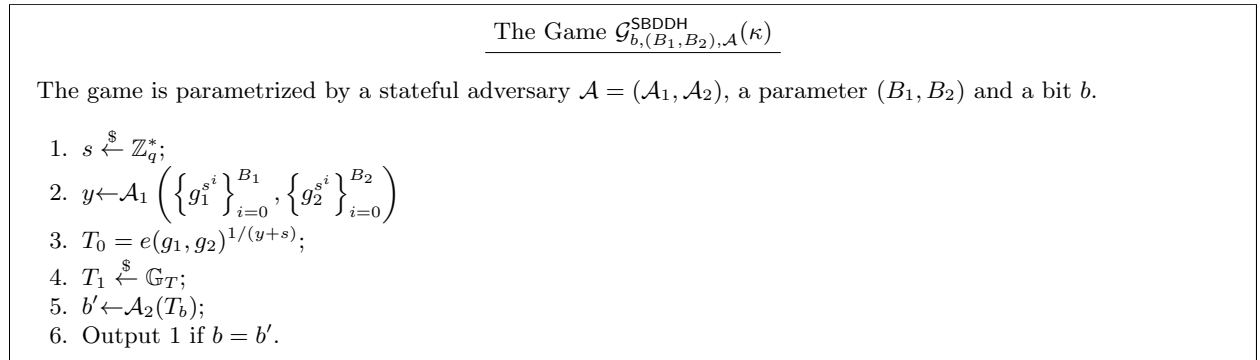 The Game $\mathcal{G}^{\mathsf{SBDDH}}_{b,(B_1,B_2),\mathcal{A}}(\kappa)$
The game is parametrized by a stateful adversary $\mathcal{A} = (\mathcal{A}_1, \mathcal{A}_2)$, a parameter $(B_1, B_2)$ and a bit $b$.
1. $s \stackrel{\$}{\leftarrow} \mathbb{Z}_q^*$;
2. $y \leftarrow \mathcal{A}_1 \left( \left\{ g_1^{s^i} \right\}_{i=0}^{B_1}, \left\{ g_2^{s^i} \right\}_{i=0}^{B_2} \right)$
3. $T_0 = e(g_1, g_2)^{1/(y+s)}$;
4. $T_1 \stackrel{\$}{\leftarrow} \mathbb{G}_T$;
5. $b' \leftarrow \mathcal{A}_2(T_b)$;
6. Output 1 if $b = b'$.